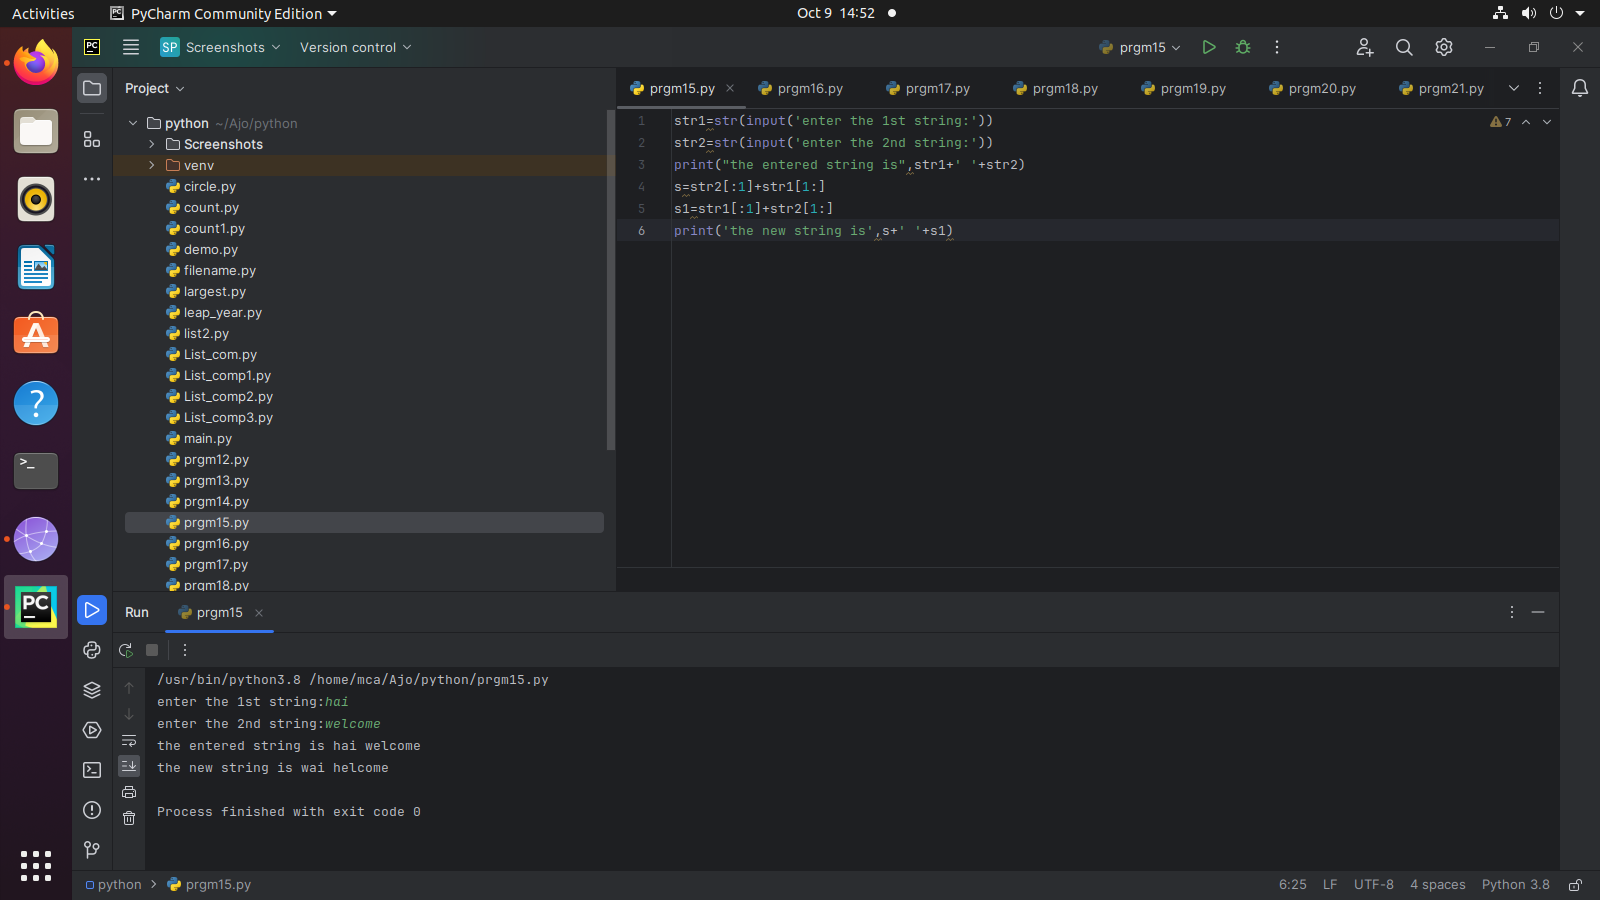 Activities PyCharm Community Edition Oct 9 14:52
PC SP Screenshots Version control prgm15
Project
prgm15.py prgm16.py prgm17.py prgm18.py prgm19.py prgm20.py prgm21.py
python ~/Ajo/python
Screenshots
venv
circle.py
count.py
count1.py
demo.py
filename.py
largest.py
leap_year.py
list2.py
List_com.py
List_comp1.py
List_comp2.py
List_comp3.py
main.py
prgm12.py
prgm13.py
prgm14.py
prgm15.py
prgm16.py
prgm17.py
prgm18.py
7
1 str1=str(input('enter the 1st string:'))
2 str2=str(input('enter the 2nd string:'))
3 print("the entered string is",str1+' '+str2)
4 s=str2[:1]+str1[1:]
5 s1=str1[:1]+str2[1:]
6 print('the new string is',s+' '+s1)
PC
Run prgm15
/usr/bin/python3.8 /home/mca/Ajo/python/prgm15.py
enter the 1st string:hai
enter the 2nd string:welcome
the entered string is hai welcome
the new string is wai helcome
Process finished with exit code 0
python prgm15.py 6:25 LF UTF-8 4 spaces Python 3.8